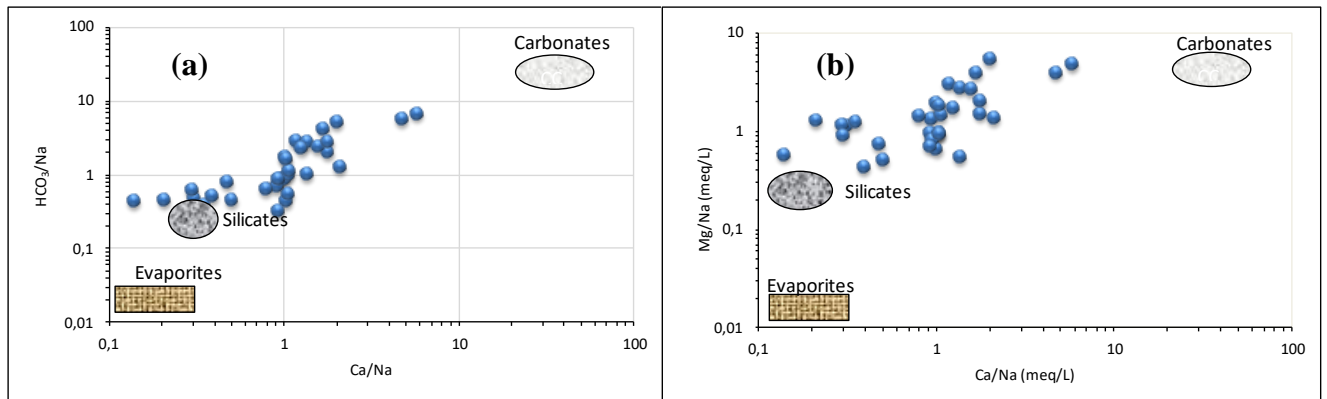 (a)
100
10
1
0,1
0,01
0,1
1
10
100
HCO₃/Na
Ca/Na
Carbonates
Silicates
Evaporites
(b)
10
1
0,1
0,01
0,1
1
10
100
Mg/Na (meq/L)
Ca/Na (meq/L)
Carbonates
Silicates
Evaporites